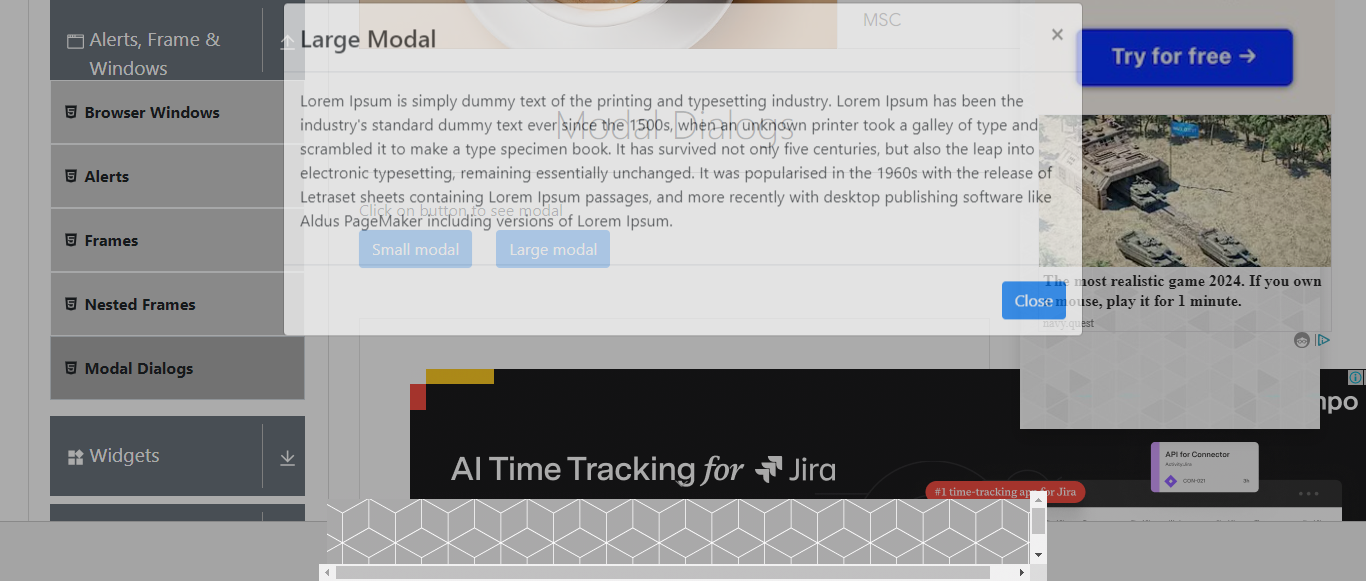 Alerts, Frame &
Windows
Browser Windows
Alerts
Frames
Nested Frames
Modal Dialogs
Widgets
MSC
Large Modal
×
Modal Dialogs
Lorem Ipsum is simply dummy text of the printing and typesetting industry. Lorem Ipsum has been the
industry's standard dummy text ever since the 1500s, when an unknown printer took a galley of type and
scrambled it to make a type specimen book. It has survived not only five centuries, but also the leap into
electronic typesetting, remaining essentially unchanged. It was popularised in the 1960s with the release of
Letraset sheets containing Lorem Ipsum passages, and more recently with desktop publishing software like
Aldus PageMaker including versions of Lorem Ipsum.
Click on button to see modal
Small modal
Large modal
Close
Try for free →
The most realistic game 2024. If you own
a mouse, play it for 1 minute.
navy.quest
AI Time Tracking for Jira
#1 time-tracking app for Jira
API for Connector
Activity.Jira
CON-021
3h